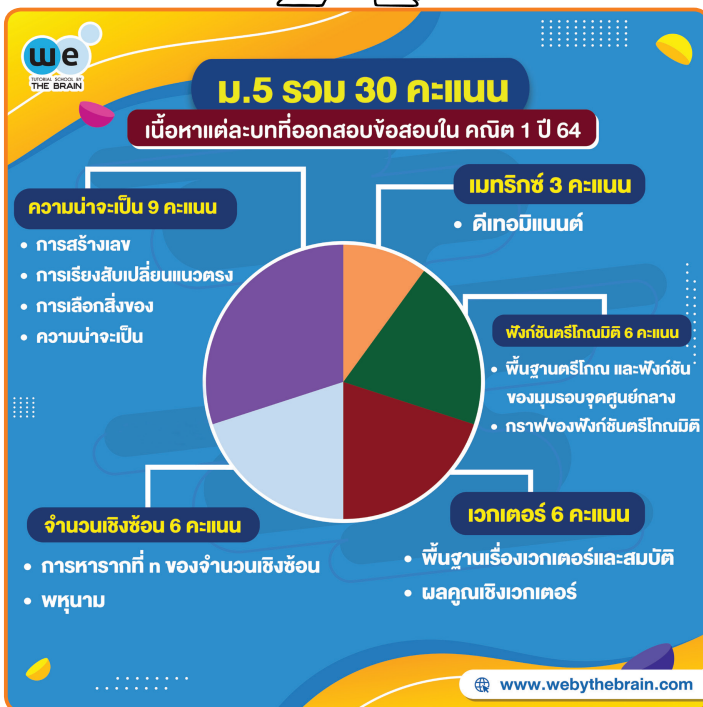 we
TUTORIAL SCHOOL BY
THE BRAIN
ม.5 รวม 30 คะแนน
เนื้อหาแต่ละบทที่ออกสอบข้อสอบใน คณิต 1 ปี 64
ความน่าจะเป็น 9 คะแนน
• การสร้างเลข
• การเรียงสับเปลี่ยนแนวตรง
• การเลือกสิ่งของ
• ความน่าจะเป็น
เมทริกซ์ 3 คะแนน
• ดีเทอมิแนนต์
ฟังก์ชันตรีโกณมิติ 6 คะแนน
• พื้นฐานตรีโกณ และฟังก์ชัน
ของมุมรอบจุดศูนย์กลาง
• กราฟของฟังก์ชันตรีโกณมิติ
จำนวนเชิงซ้อน 6 คะแนน
• การหารากที่ n ของจำนวนเชิงซ้อน
• พหุนาม
เวกเตอร์ 6 คะแนน
• พื้นฐานเรื่องเวกเตอร์และสมบัติ
• ผลคูณเชิงเวกเตอร์
www.webythebrain.com